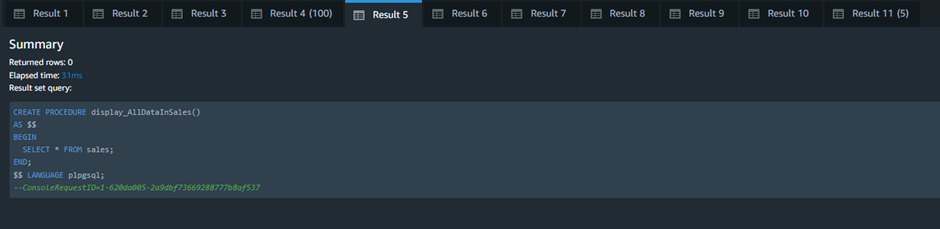 Result 1 Result 2 Result 3 Result 4 (100) Result 5 Result 6 Result 7 Result 8 Result 9 Result 10 Result 11 (5)
Summary
Returned rows: 0
Elapsed time: 31ms
Result set query:
CREATE PROCEDURE display_AllDataInSales()
AS $$
BEGIN
SELECT * FROM sales;
END;
$$ LANGUAGE plpgsql;
--ConsoleRequestID=1-620da005-2a9dbf73669288777b8af537